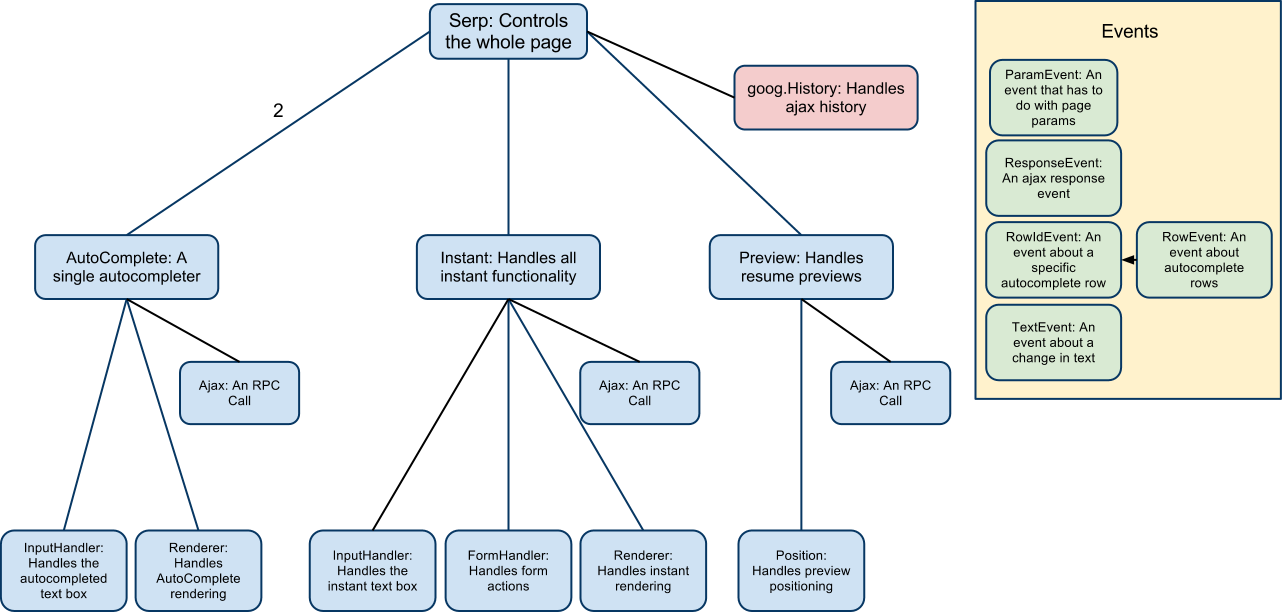 Serp: Controls
the whole page
goog.History: Handles
ajax history
2
AutoComplete: A
single autocompleter
Instant: Handles all
instant functionality
Preview: Handles
resume previews
Ajax: An RPC
Call
Ajax: An RPC
Call
Ajax: An RPC
Call
InputHandler:
Handles the
autocompleted
text box
Renderer:
Handles
AutoComplete
rendering
InputHandler:
Handles the
instant text box
FormHandler:
Handles form
actions
Renderer:
Handles instant
rendering
Position:
Handles preview
positioning
Events
ParamEvent: An
event that has to
do with page
params
ResponseEvent:
An ajax response
event
RowIdEvent: An
event about a
specific
autocomplete row
RowEvent: An
event about
autocomplete
rows
TextEvent: An
event about a
change in text